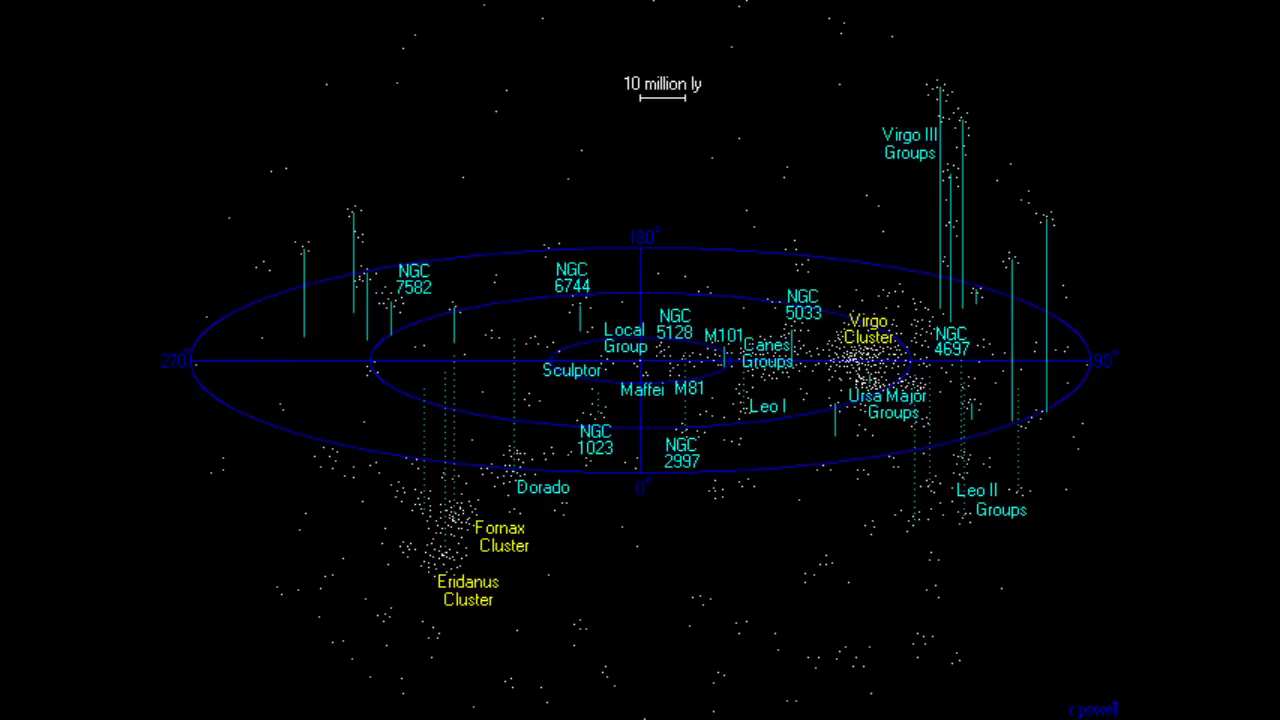 10 million ly
Virgo III
Groups
180°
NGC
7582
NGC
6744
NGC
5033
NGC
5128
Local
Group
M101
Virgo
Cluster
NGC
4697
Canes
Groups
270°
90°
Sculptor
Maffei
M81
Leo I
Ursa Major
Groups
NGC
1023
NGC
2997
0°
Dorado
Leo II
Groups
Fornax
Cluster
Eridanus
Cluster
rpowell